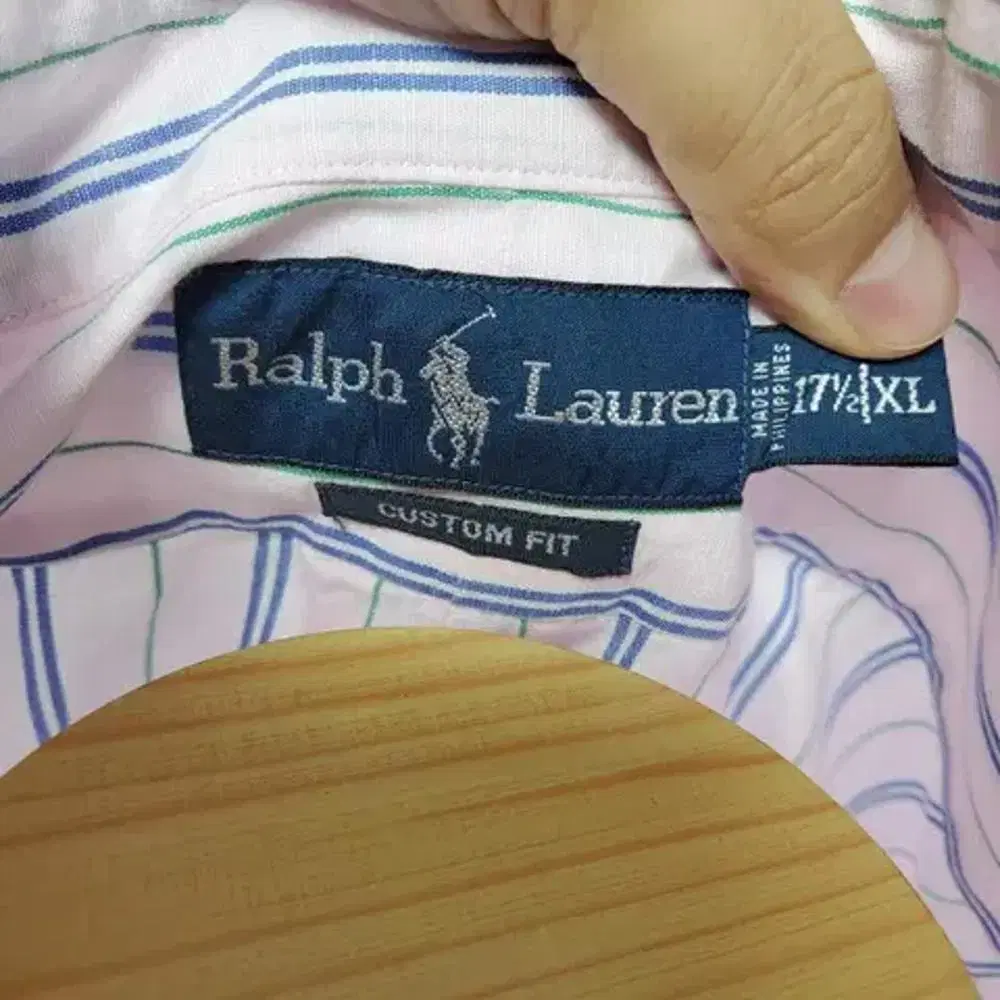 Ralph Lauren
MADE IN
PHILIPPINES
17½ XL
CUSTOM FIT